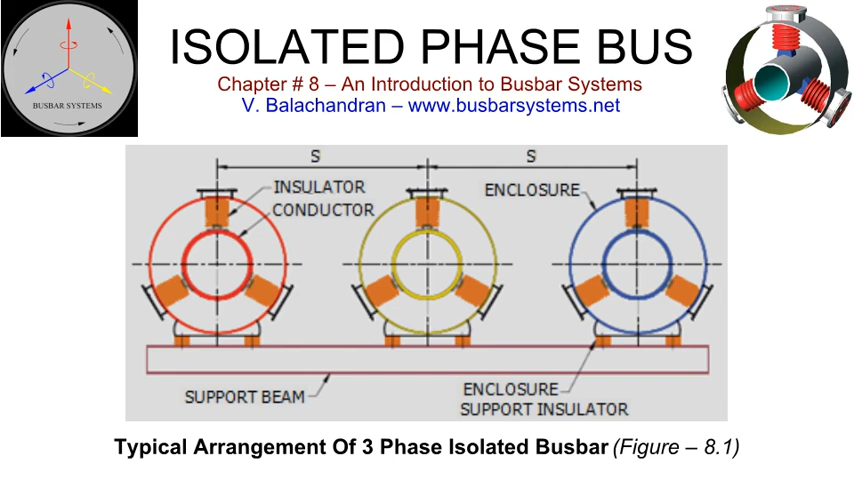 ISOLATED PHASE BUS
Chapter # 8 – An Introduction to Busbar Systems
V. Balachandran – www.busbarsystems.net
BUSBAR SYSTEMS
S
S
INSULATOR
CONDUCTOR
ENCLOSURE
SUPPORT BEAM
ENCLOSURE
SUPPORT INSULATOR
Typical Arrangement Of 3 Phase Isolated Busbar (Figure – 8.1)